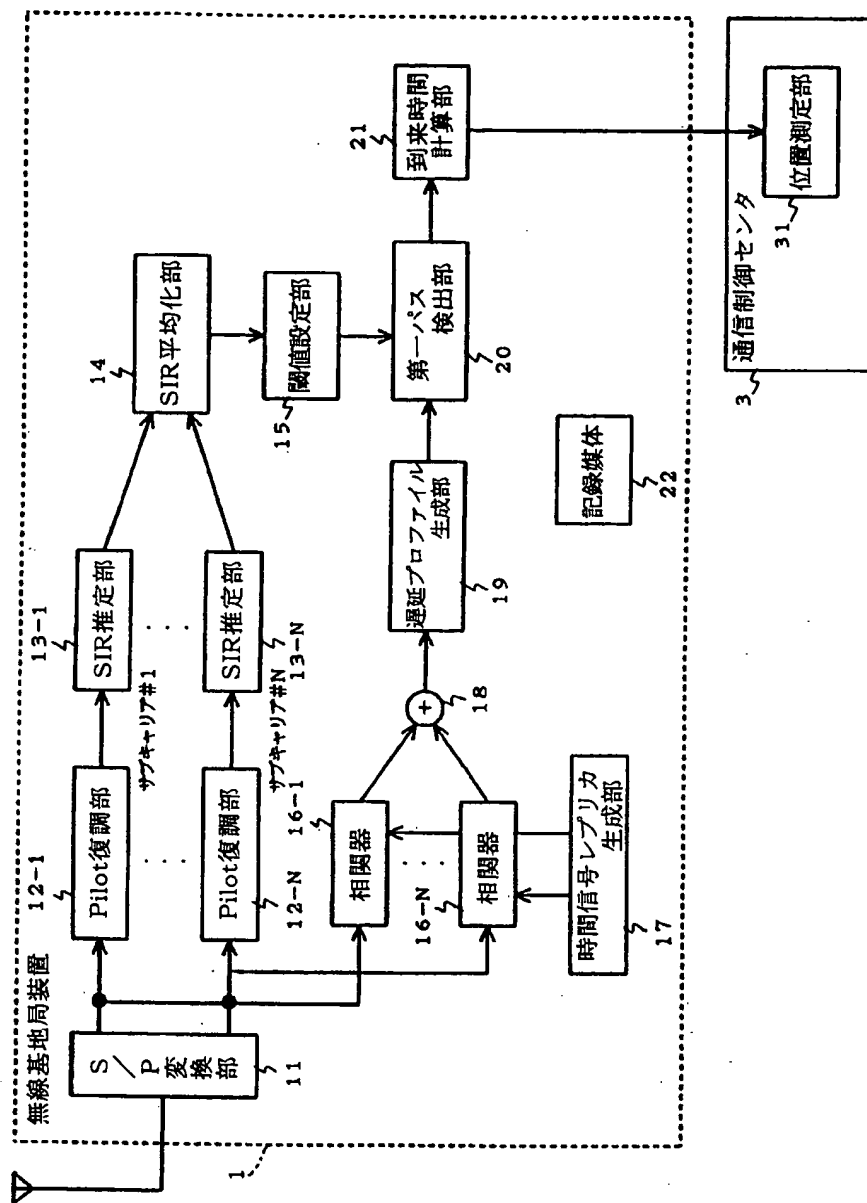 無線基地局装置
1
S/P変換部
11
12-1
Pilot復調部
サブキャリア#1
13-1
SIR推定部
Pilot復調部
12-N
サブキャリア#N
SIR推定部
13-N
14
SIR平均化部
閾値設定部
15
16-1
相関器
相関器
16-N
時間信号レプリカ
生成部
17
+
18
遅延プロファイル
生成部
19
第一パス
検出部
20
21
到来時間
計算部
記録媒体
22
通信制御センタ
3
位置測定部
31